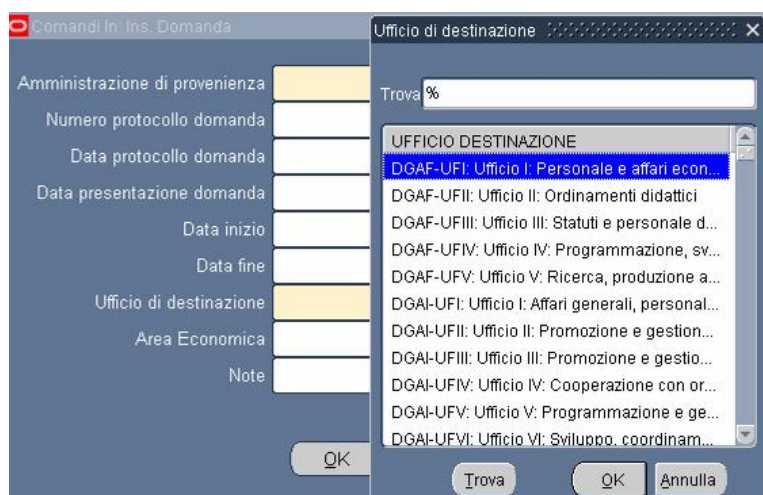 Comandi In: Ins. Domanda
Amministrazione di provenienza
Numero protocollo domanda
Data protocollo domanda
Data presentazione domanda
Data inizio
Data fine
Ufficio di destinazione
Area Economica
Note
OK
Ufficio di destinazione
Trova %
UFFICIO DESTINAZIONE
DGAF-UFI: Ufficio I: Personale e affari econ...
DGAF-UFII: Ufficio II: Ordinamenti didattici
DGAF-UFIII: Ufficio III: Statuti e personale d...
DGAF-UFIV: Ufficio IV: Programmazione, sv...
DGAF-UFV: Ufficio V: Ricerca, produzione a...
DGAI-UFI: Ufficio I: Affari generali, personal...
DGAI-UFII: Ufficio II: Promozione e gestion...
DGAI-UFIII: Ufficio III: Promozione e gestio...
DGAI-UFIV: Ufficio IV: Cooperazione con or...
DGAI-UFV: Ufficio V: Programmazione e ge...
DGAI-UFVI: Ufficio VI: Sviluppo, coordinam...
Trova OK Annulla